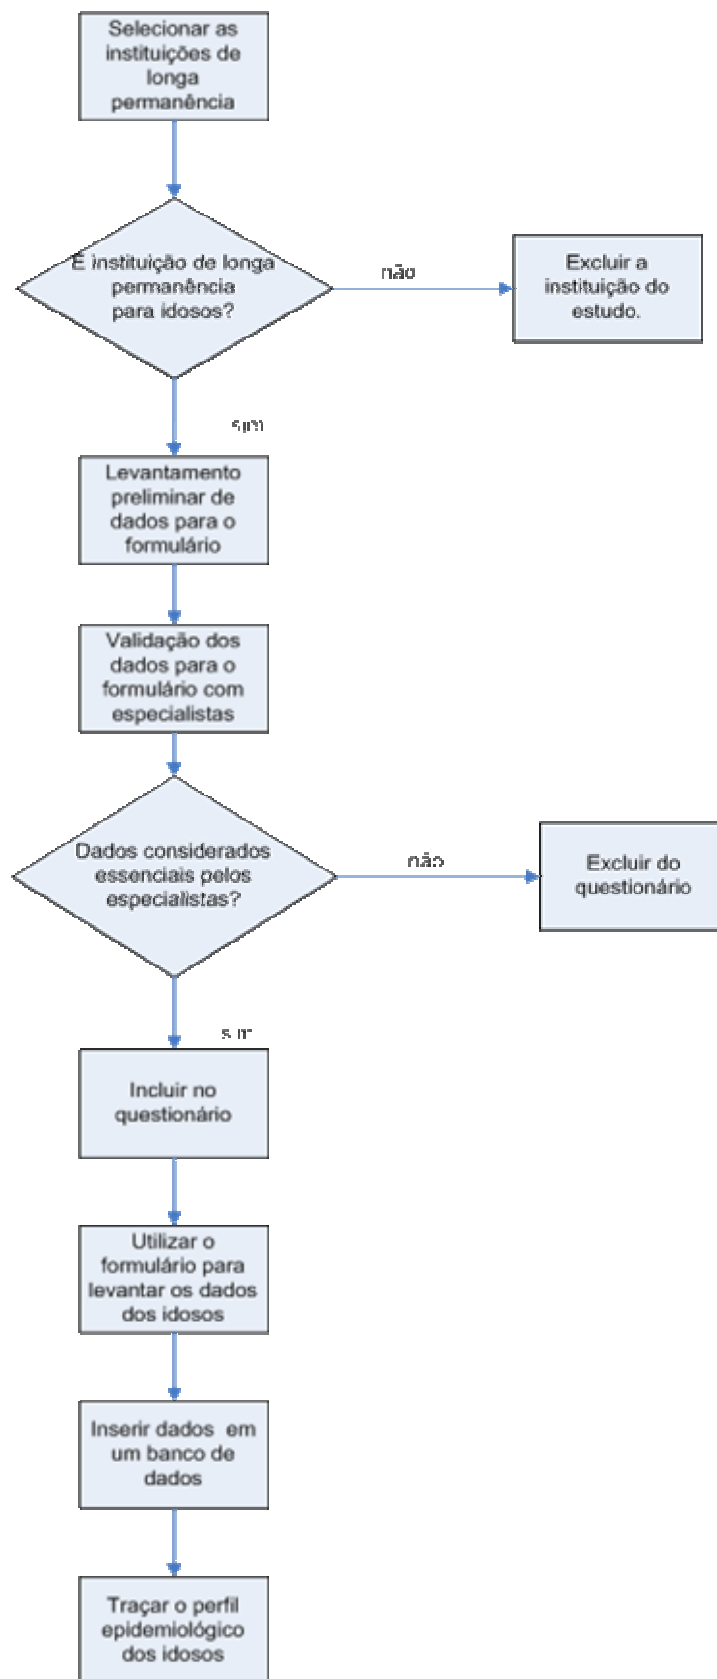 Selecionar as
instituições de
longa
permanência
É instituição de longa
permanência
para idosos?
não
Excluir a
instituição do
estudo.
sim
Levantamento
preliminar de
dados para o
formulário
Validação dos
dados para o
formulário com
especialistas
Dados considerados
essenciais pelos
especialistas?
não
Excluir do
questionário
sim
Incluir no
questionário
Utilizar o
formulário para
levantar os dados
dos idosos
Inserir dados em
um banco de
dados
Traçar o perfil
epidemiológico
dos idosos